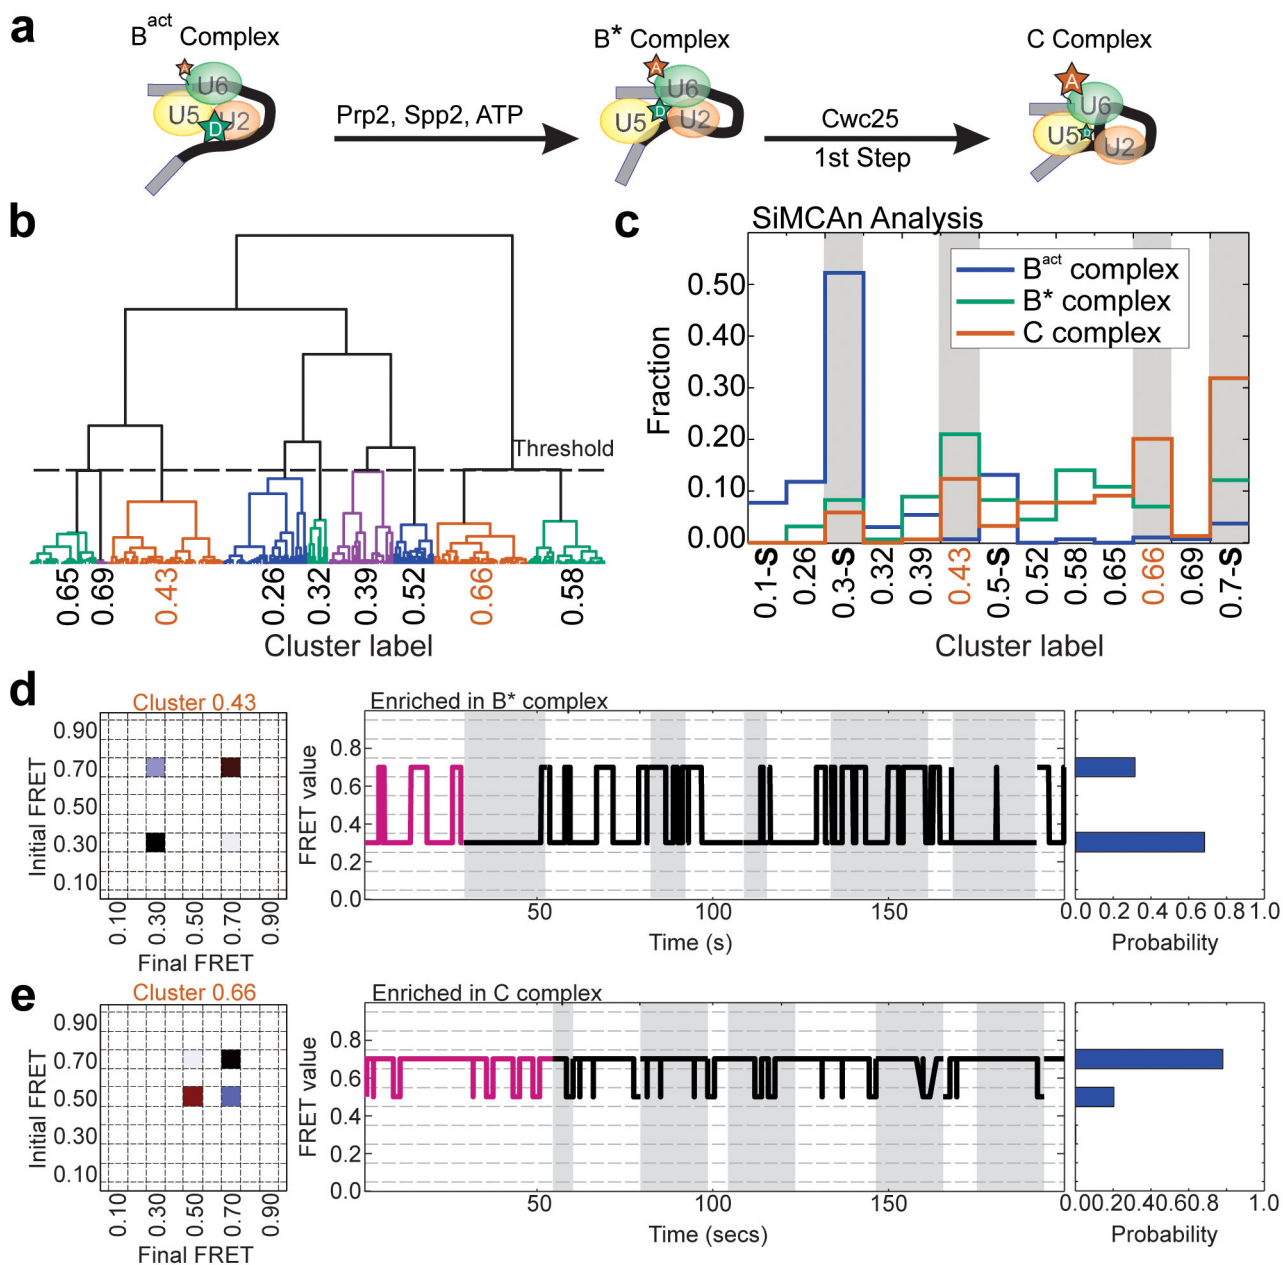 a
B^act Complex
B* Complex
C Complex
A
U6
U5
U2
D
Prp2, Spp2, ATP
A
U6
D
U5
U2
Cwc25
1st Step
A
U6
U5
D
U2
b
Threshold
0.65
0.69
0.43
0.26
0.32
0.39
0.52
0.66
0.58
Cluster label
c
SiMCAn Analysis
B^act complex
B* complex
C complex
Fraction
0.50
0.40
0.30
0.20
0.10
0.00
0.1-S
0.26
0.3-S
0.32
0.39
0.43
0.5-S
0.52
0.58
0.65
0.66
0.69
0.7-S
Cluster label
d
Cluster 0.43
Initial FRET
0.90
0.70
0.50
0.30
0.10
0.10
0.30
0.50
0.70
0.90
Final FRET
Enriched in B* complex
FRET value
0.8
0.6
0.4
0.2
0.0
50
100
150
Time (s)
0.0 0.2 0.4 0.6 0.8 1.0
Probability
e
Cluster 0.66
Initial FRET
0.90
0.70
0.50
0.30
0.10
0.10
0.30
0.50
0.70
0.90
Final FRET
Enriched in C complex
FRET value
0.8
0.6
0.4
0.2
0.0
50
100
150
Time (secs)
0.00.20.40.60.8 1.0
Probability